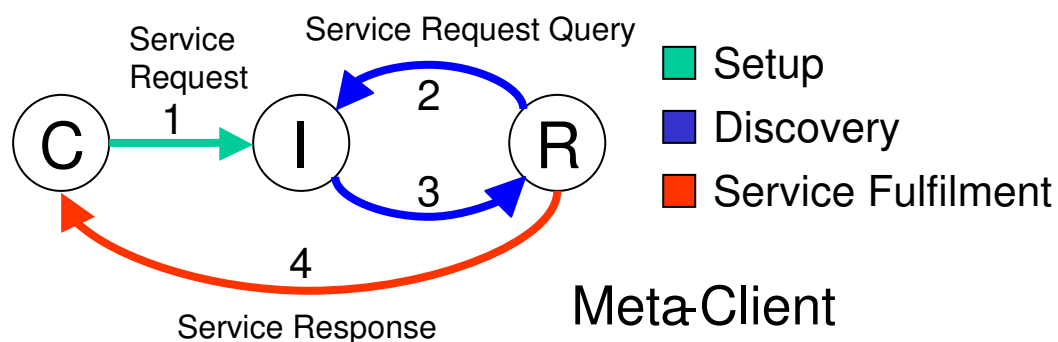 Service
Request
Service Request Query
1
2
C
I
R
3
4
Service Response
Setup
Discovery
Service Fulfilment
Meta-Client